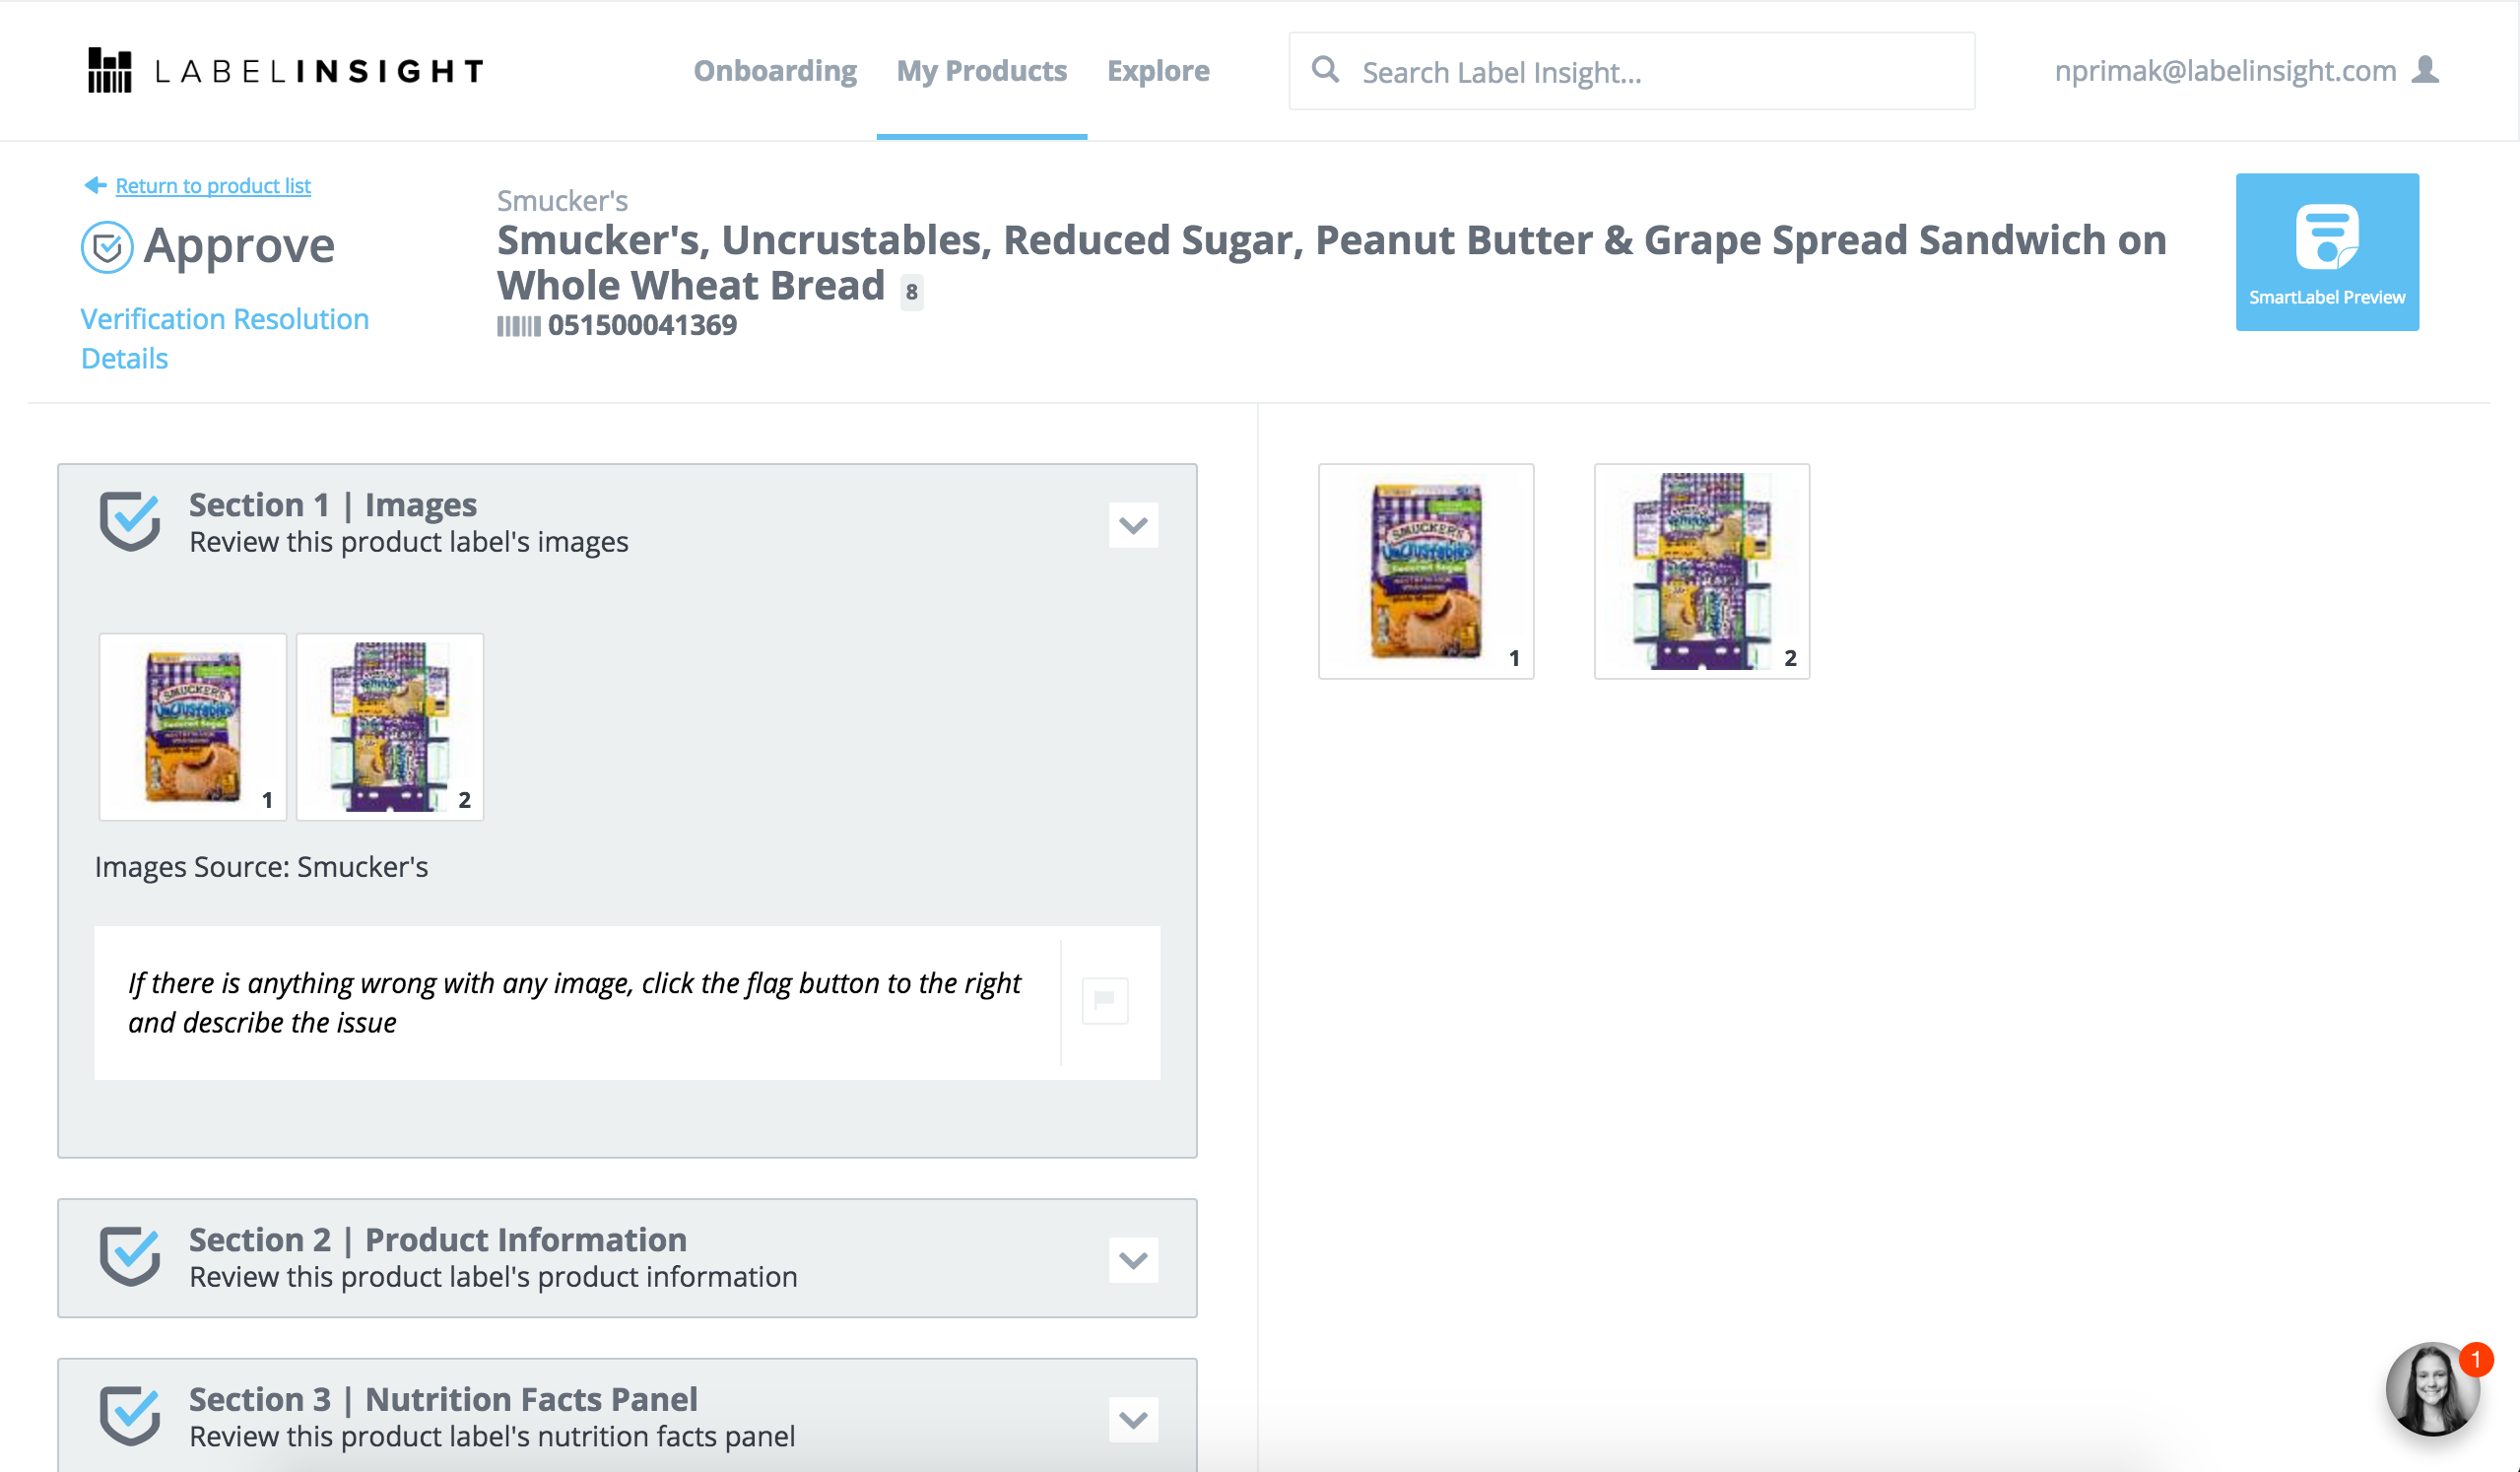 LABELINSIGHT
Onboarding
My Products
Explore
Search Label Insight...
nprimak@labelinsight.com
Return to product list
Approve
Verification Resolution
Details
Smucker's
Smucker's, Uncrustables, Reduced Sugar, Peanut Butter & Grape Spread Sandwich on
Whole Wheat Bread 8
051500041369
SmartLabel Preview
Section 1 | Images
Review this product label's images
SMUCKER'S
Uncrustables
1
2
Images Source: Smucker's
If there is anything wrong with any image, click the flag button to the right
and describe the issue
Section 2 | Product Information
Review this product label's product information
Section 3 | Nutrition Facts Panel
Review this product label's nutrition facts panel
SMUCKER'S
Uncrustables
1
2
1